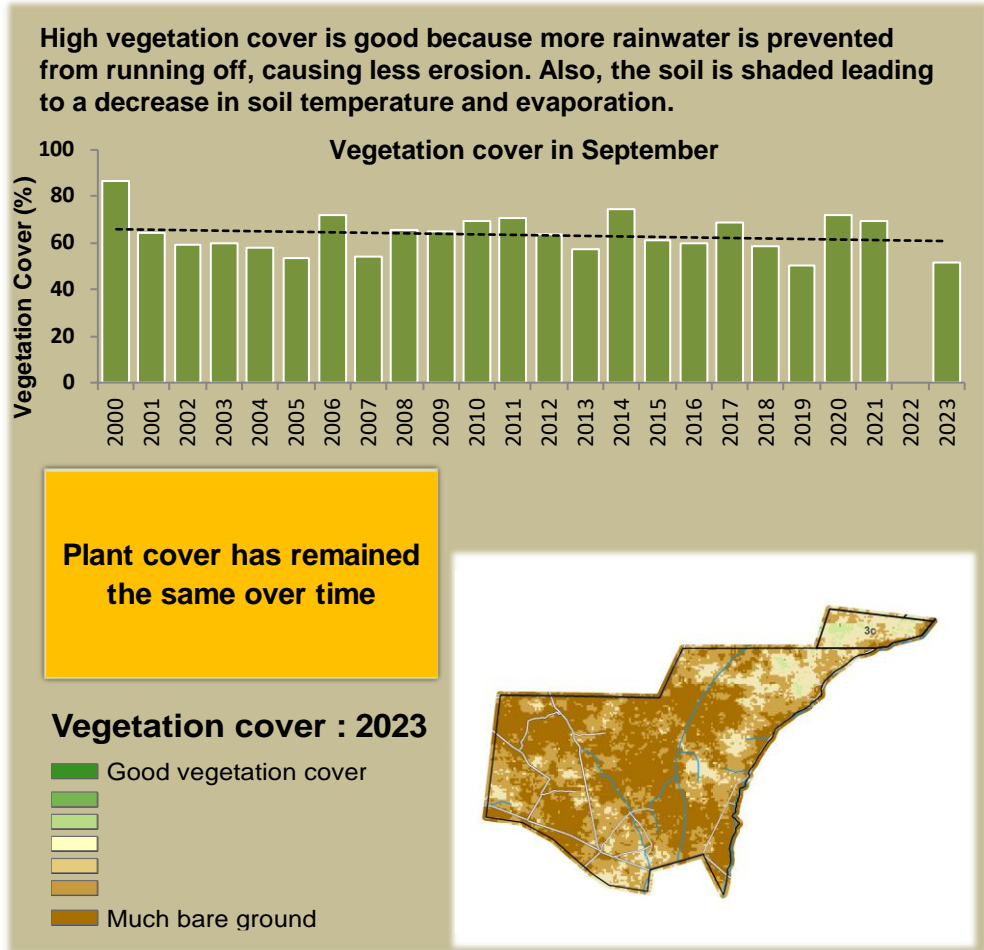 High vegetation cover is good because more rainwater is prevented
from running off, causing less erosion. Also, the soil is shaded leading
to a decrease in soil temperature and evaporation.
Vegetation cover in September
Vegetation Cover (%)
100
80
60
40
20
0
2000
2001
2002
2003
2004
2005
2006
2007
2008
2009
2010
2011
2012
2013
2014
2015
2016
2017
2018
2019
2020
2021
2022
2023
Plant cover has remained
the same over time
3c
Vegetation cover : 2023
Good vegetation cover
Much bare ground